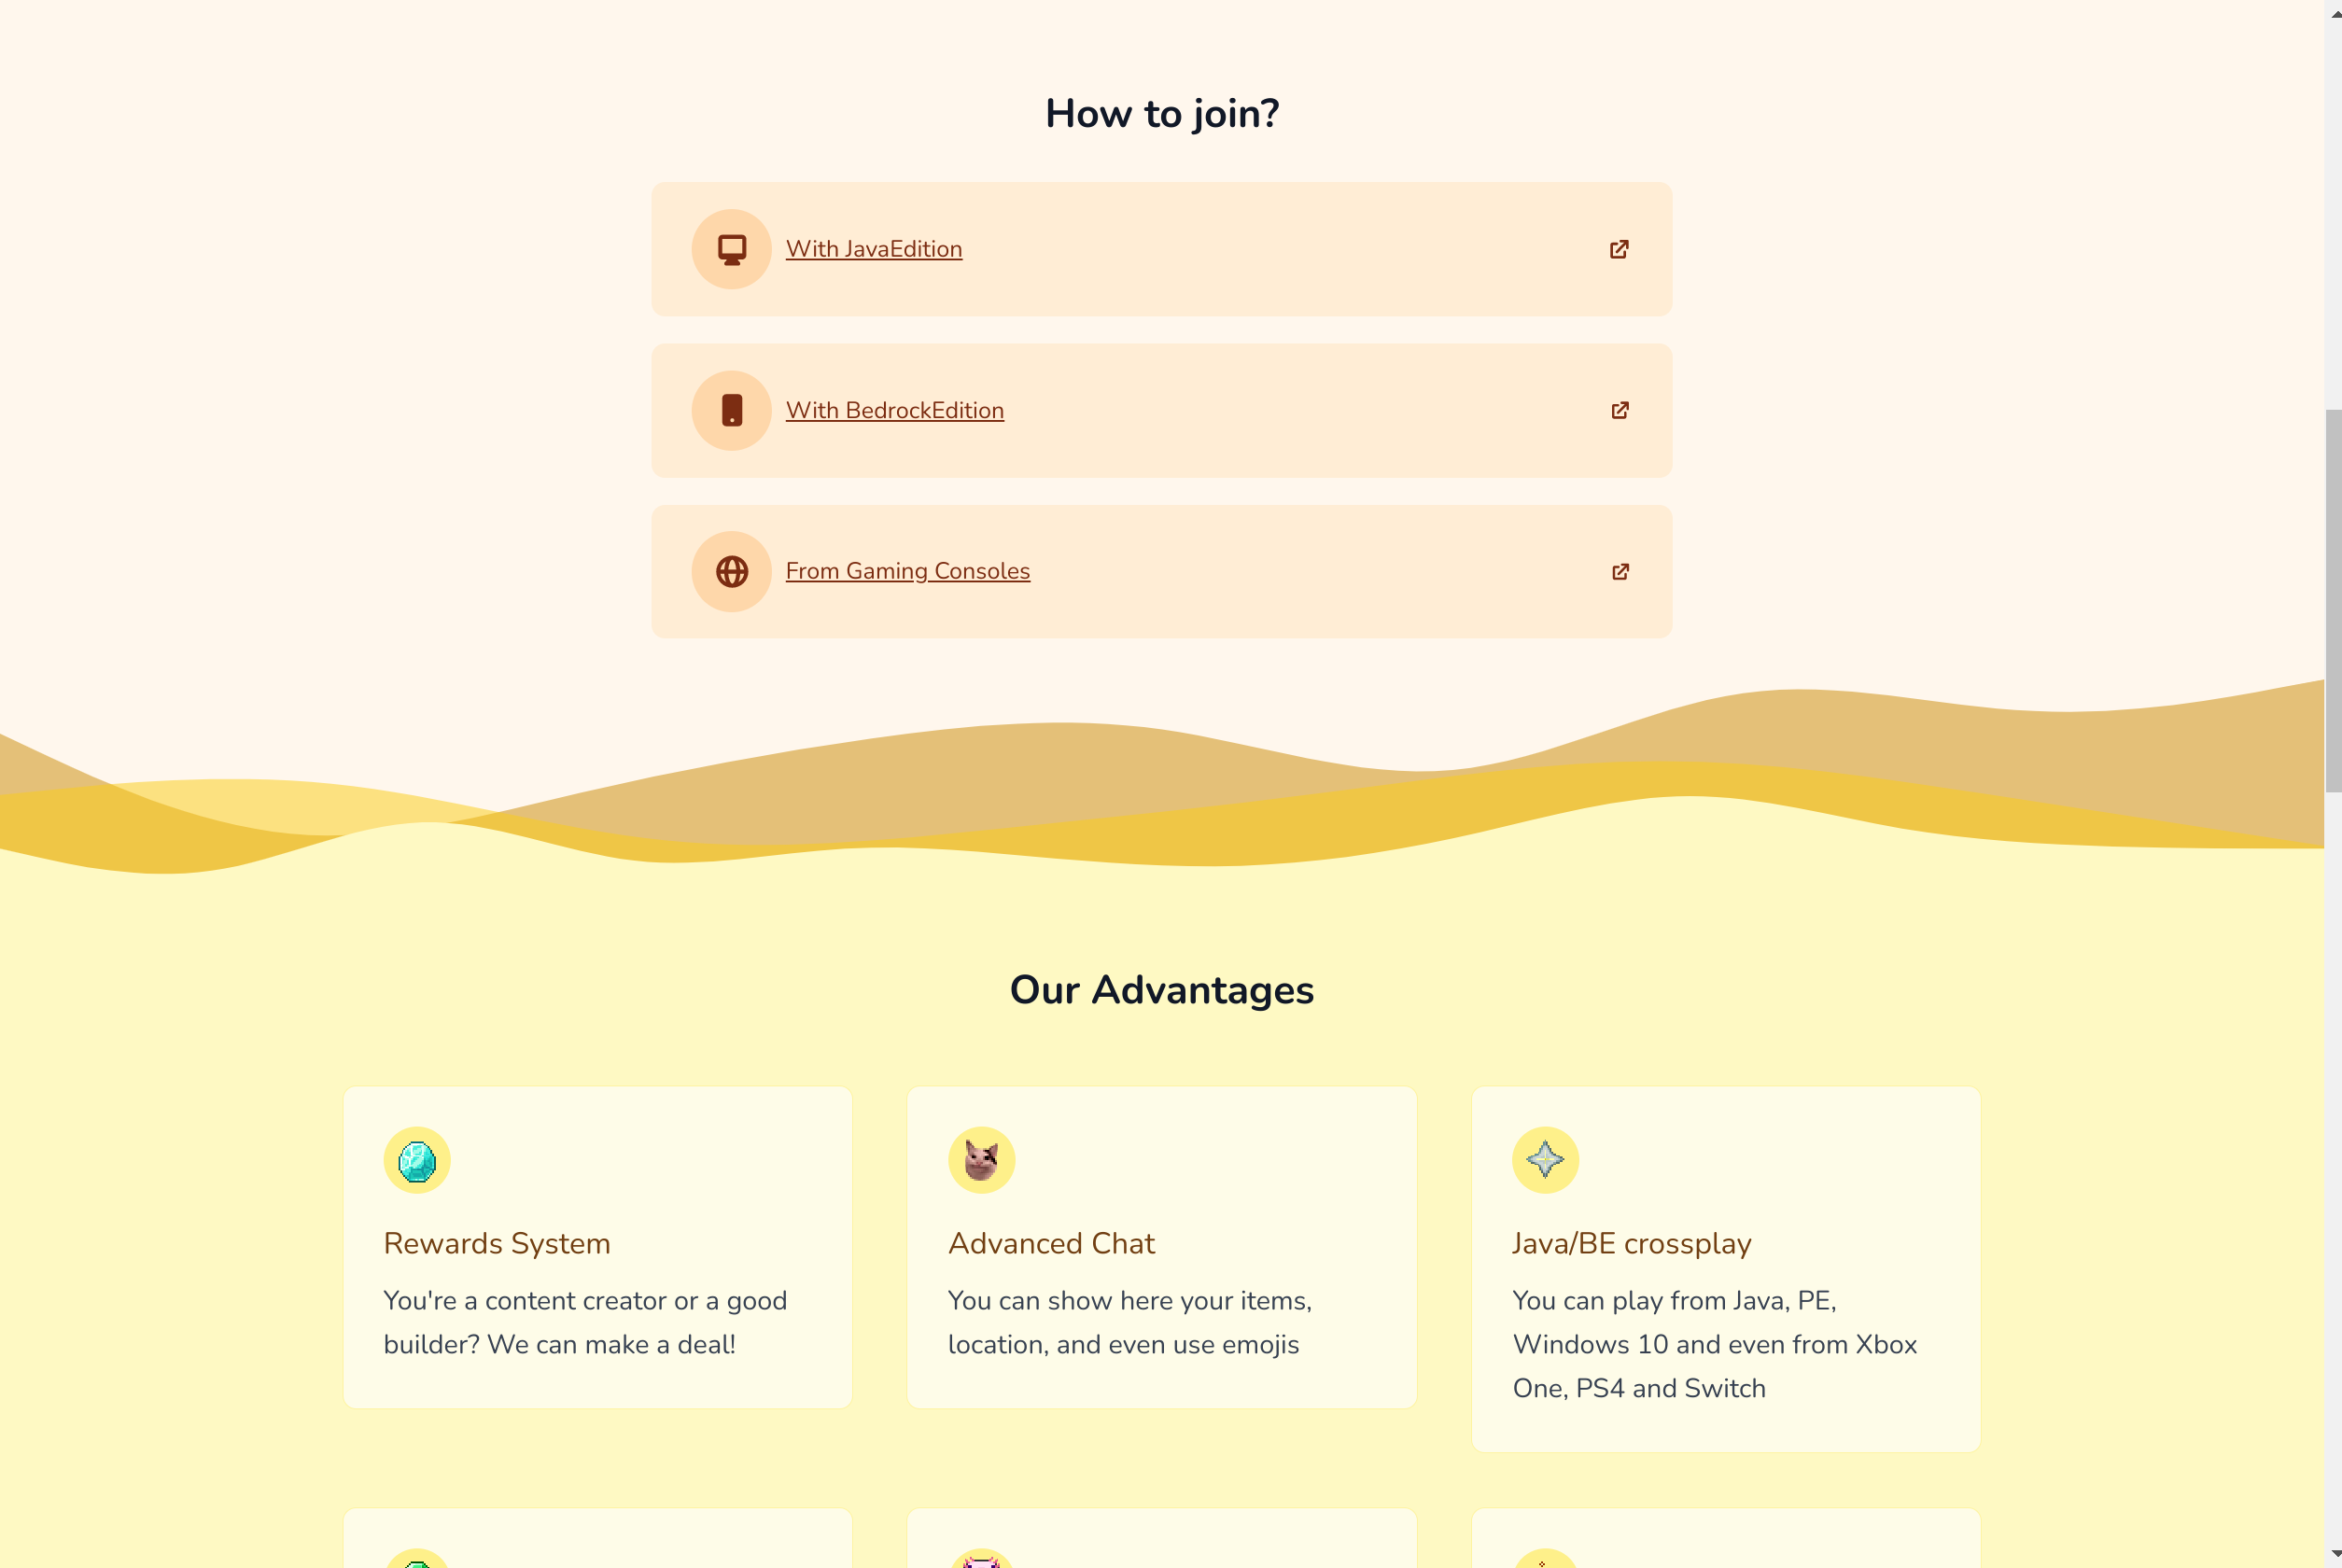 How to join?
With JavaEdition
With BedrockEdition
From Gaming Consoles
Our Advantages
Rewards System
You're a content creator or a good
builder? We can make a deal!
Advanced Chat
You can show here your items,
location, and even use emojis
Java/BE crossplay
You can play from Java, PE,
Windows 10 and even from Xbox
One, PS4 and Switch